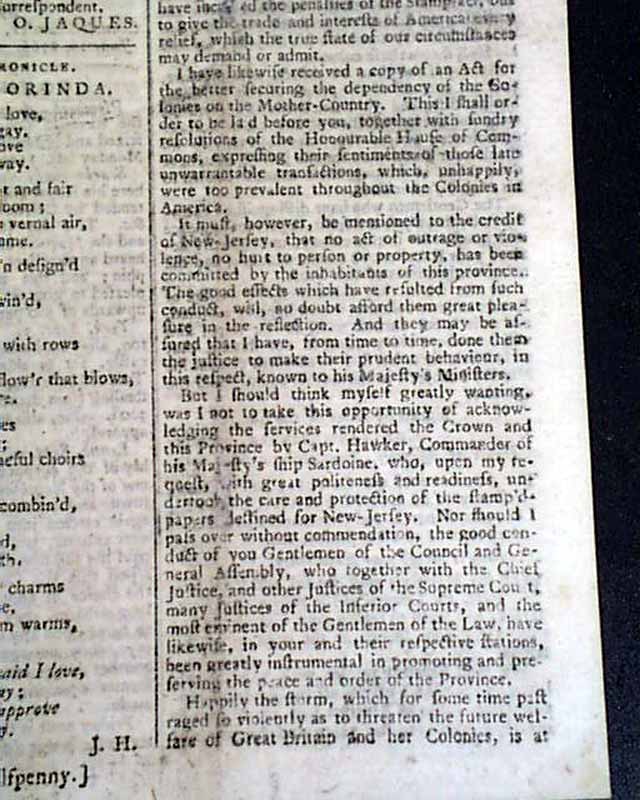 orrespondent.
O. JAQUES.
RONICLE.
ORINDA.
love,
gay.
ove
way.
t and fair
oom;
vernal air,
ame.
'n design'd
win'd,
with rows
flow'r that blows,
es
;
neful choirs
combin'd,
d,
th.
charms
e.
m warms,
said I love,
ay;
approve
y.
J. H.
lfpenny.]
to give the trade and interests of America every
relief, which the true state of our circumstances
may demand or admit.
I have likewise received a copy of an Act for
the better securing the dependency of the Co-
lonies on the Mother-Country. This I shall or-
der to be laid before you, together with sundry
resolutions of the Honourable House of Com-
mons, expressing their sentiments of those late
unwarrantable transactions, which, unhappily,
were too prevalent throughout the Colonies in
America.
It must, however, be mentioned to the credit
of New-Jersey, that no act of outrage or vio-
lence, no hurt to person or property, has been
committed by the inhabitants of this province.
The good effects which have resulted from such
conduct, will, no doubt afford them great plea-
sure in the reflection. And they may be as-
sured that I have, from time to time, done them
the justice to make their prudent behaviour, in
this respect, known to his Majesty's Ministers.
But I should think myself greatly wanting,
was I not to take this opportunity of acknow-
ledging the services rendered the Crown and
this Province by Capt. Hawker, Commander of
his Majesty's ship Sardoine, who, upon my re-
quest, with great politeness and readiness, un-
dertook the care and protection of the stamp'd-
papers destined for New-Jersey. Nor should I
pass over without commendation, the good con-
duct of you Gentlemen of the Council and Ge-
neral Assembly, who together with the Chief
Justice, and other Justices of the Supreme Court,
many Justices of the Inferior Courts, and the
most eminent of the Gentlemen of the Law, have
likewise, in your and their respective stations,
been greatly instrumental in promoting and pre-
serving the peace and order of the Province.
Happily the storm, which for some time past
raged so violently as to threaten the future wel-
fare of Great Britain and her Colonies, is at